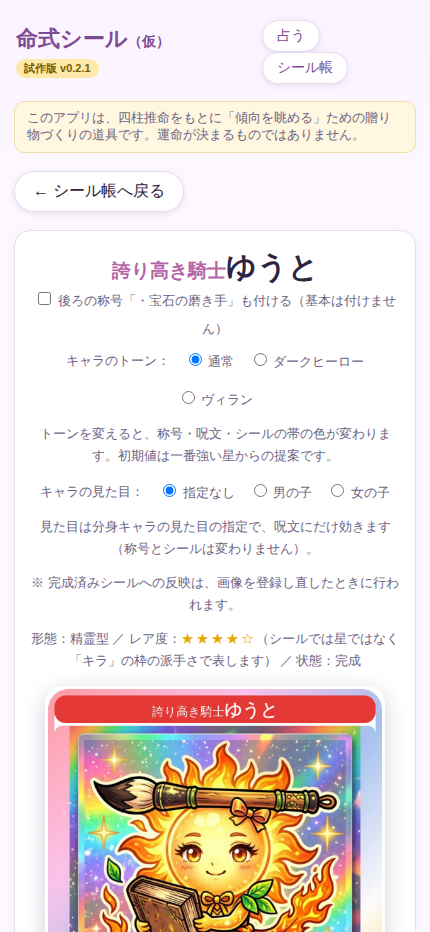 命式シール（仮）
占う
試作版 v0.2.1
シール帳
このアプリは、四柱推命をもとに「傾向を眺める」ための贈り
物づくりの道具です。運命が決まるものではありません。
← シール帳へ戻る
誇り高き騎士ゆうと
後ろの称号「・宝石の磨き手」も付ける（基本は付けませ
ん）
キャラのトーン： 通常 ダークヒーロー
ヴィラン
トーンを変えると、称号・呪文・シールの帯の色が変わりま
す。初期値は一番強い星からの提案です。
キャラの見た目： 指定なし 男の子 女の子
見た目は分身キャラの見た目の指定で、呪文にだけ効きます
（称号とシールは変わりません）。
※ 完成済みシールへの反映は、画像を登録し直したときに行わ
れます。
形態：精霊型 ／ レア度：★★★★☆（シールでは星ではなく
「キラ」の枠の派手さで表します） ／ 状態：完成
誇り高き騎士ゆうと